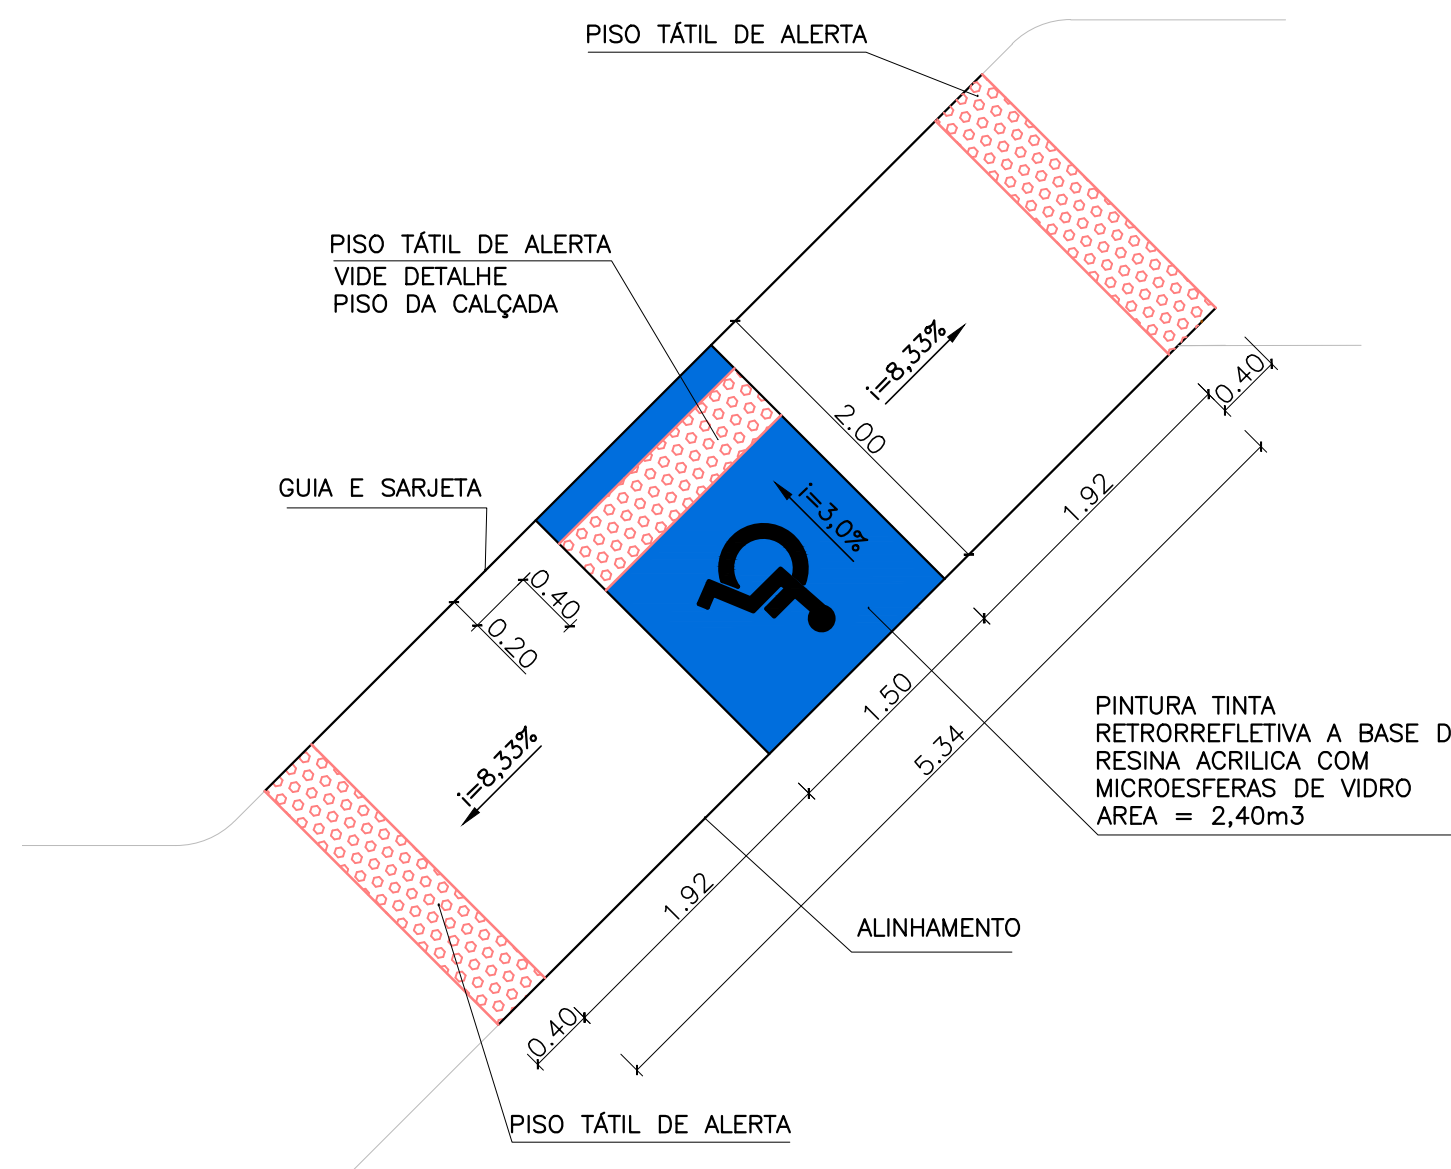 PISO TÁTIL DE ALERTA
PISO TÁTIL DE ALERTA
VIDE DETALHE
PISO DA CALÇADA
i=8,33%
0.40
2.00
1.92
GUIA E SARJETA
i=3,0%
0.40
0.20
1.50
5.34
PINTURA TINTA
RETRORREFLETIVA A BASE D
RESINA ACRILICA COM
MICROESFERAS DE VIDRO
AREA = 2,40m3
i=8,33%
1.92
ALINHAMENTO
0.40
PISO TÁTIL DE ALERTA